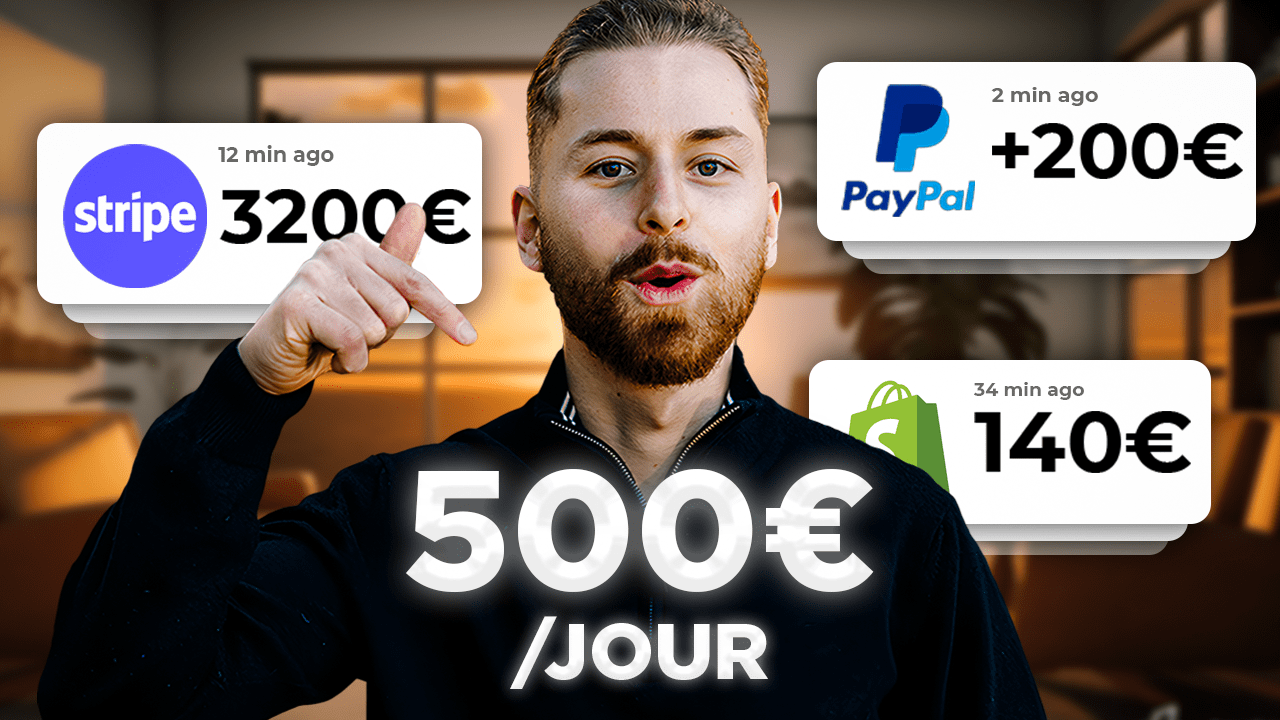 12 min ago
stripe
3200€
2 min ago
+200€
PayPal
34 min ago
S
140€
500€
/JOUR